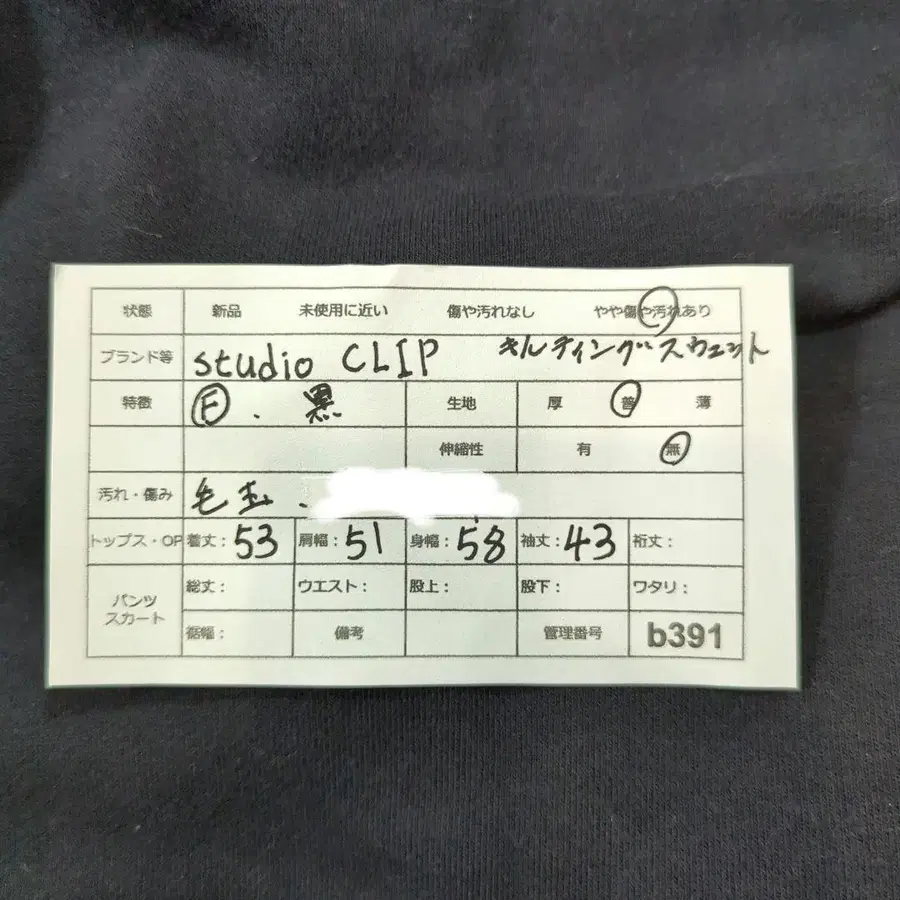 状態 新品 未使用に近い 傷や汚れなし やや傷や汚れあり
ブランド等 studio CLIP キルティングスウェット
特徴 F . 黒 生地 厚 普 薄
伸縮性 有 無
汚れ・傷み 毛玉 .
トップス・OP 着丈：53 肩幅：51 身幅：58 袖丈：43 裄丈：
パンツ スカート 総丈： ウエスト： 股上： 股下： ワタリ：
裾幅： 備考 管理番号 b391